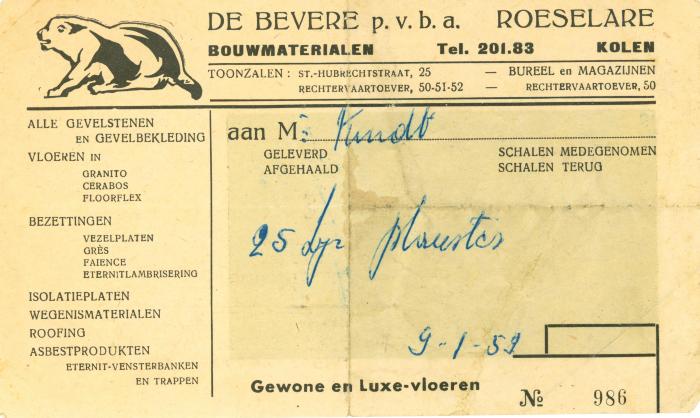 DE BEVERE p. v. b. a. ROESELARE
BOUWMATERIALEN Tel. 201.83 KOLEN
TOONZALEN : ST.-HUBRECHTSTRAAT, 25 — BUREEL en MAGAZIJNEN
RECHTERVAARTOEVER, 50-51-52 — RECHTERVAARTOEVER, 50
ALLE GEVELSTENEN
EN GEVELBEKLEDING
VLOEREN IN
GRANITO
CERABOS
FLOORFLEX
BEZETTINGEN
VEZELPLATEN
GRÈS
FAIENCE
ETERNITLAMBRISERING
ISOLATIEPLATEN
WEGENISMATERIALEN
ROOFING
ASBESTPRODUKTEN
ETERNIT-VENSTERBANKEN
EN TRAPPEN
aan M. Kindt
GELEVERD SCHALEN MEDEGENOMEN
AFGEHAALD SCHALEN TERUG
25 kgr
9-1-59
Gewone en Luxe-vloeren
№ 986